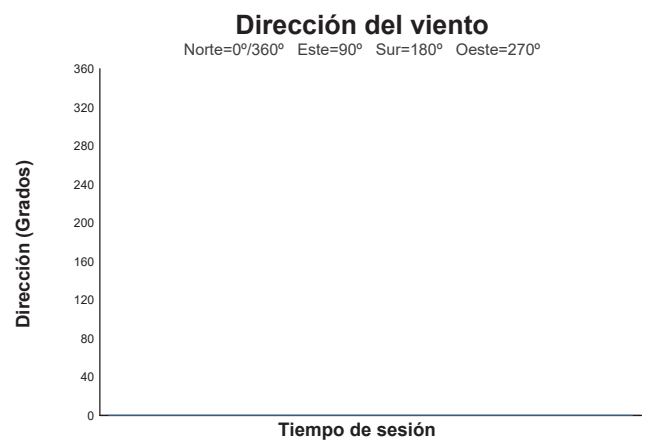 Dirección del viento
Norte=0º/360º Este=90º Sur=180º Oeste=270º
360
320
280
240
200
160
120
80
40
0
Dirección (Grados)
Tiempo de sesión